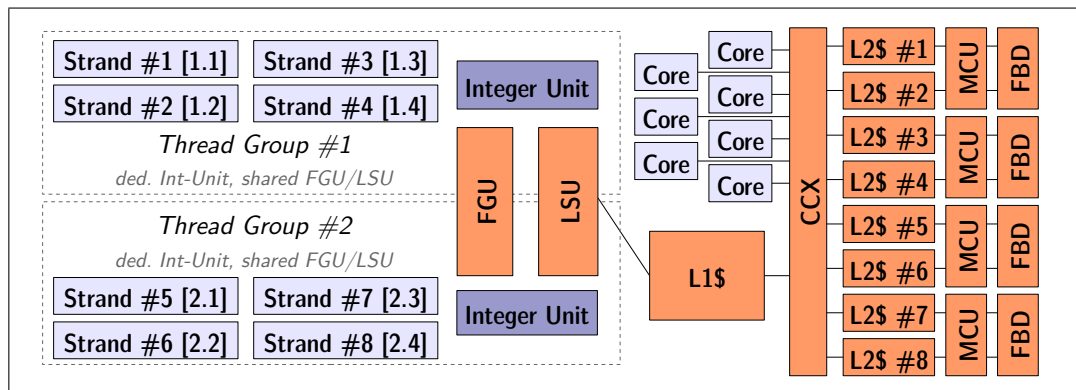 Strand #1 [1.1]
Strand #3 [1.3]
Strand #2 [1.2]
Strand #4 [1.4]
Thread Group #1
ded. Int-Unit, shared FGU/LSU
Integer Unit
FGU
LSU
Thread Group #2
ded. Int-Unit, shared FGU/LSU
Strand #5 [2.1]
Strand #7 [2.3]
Strand #6 [2.2]
Strand #8 [2.4]
Integer Unit
L1$
Core
Core
Core
Core
Core
Core
Core
CCX
L2$ #1
L2$ #2
L2$ #3
L2$ #4
L2$ #5
L2$ #6
L2$ #7
L2$ #8
MCU
FBD
MCU
FBD
MCU
FBD
MCU
FBD